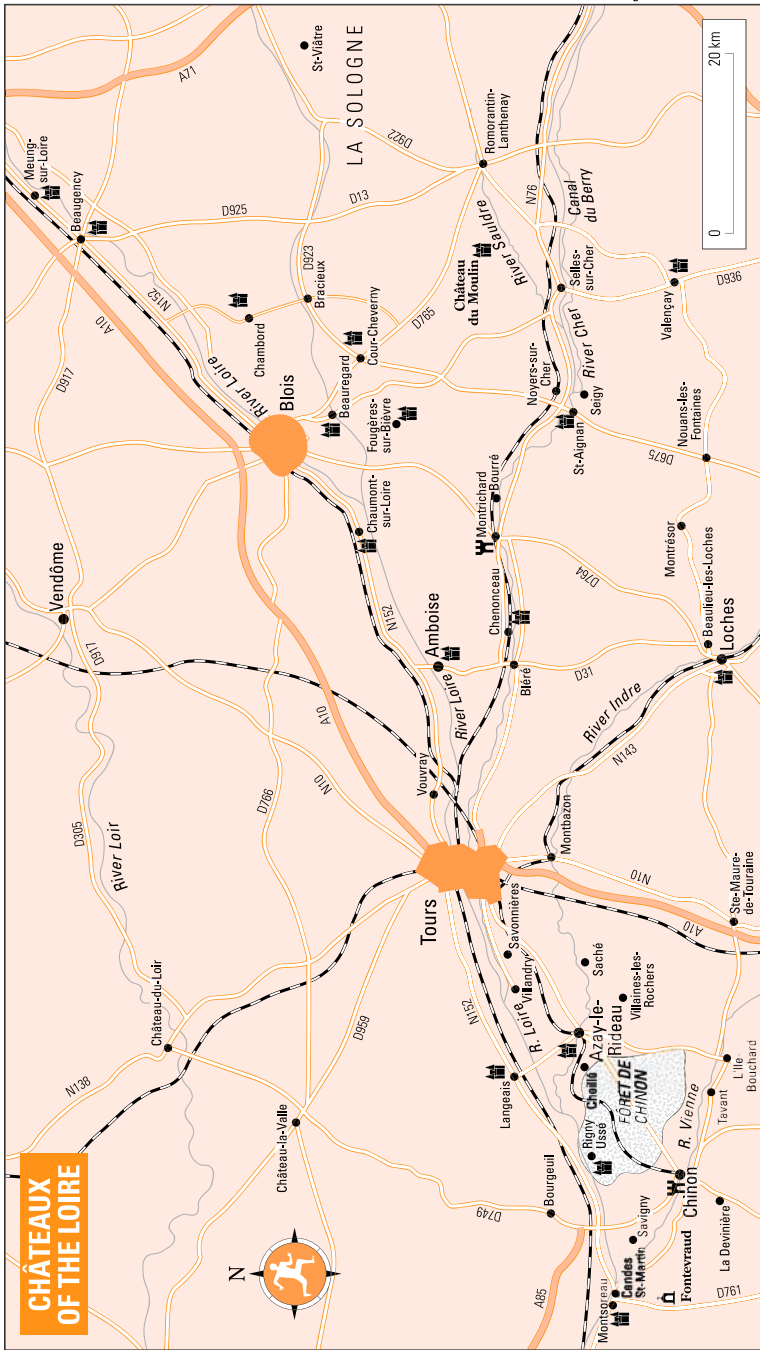 CHÂTEAUX
OF THE LOIRE
N
0
20 km
Meung-
sur-Loire
Beaugency
A71
St-Viâtre
LA SOLOGNE
D922
Romorantin-
Lanthenay
D925
D13
D917
A10
N152
Chambord
D923
Bracieux
Cour-Cheverny
D765
Château
du Moulin
River Sauldre
N76
Canal
du Berry
Selles-
sur-Cher
D936
Valençay
River Loire
Blois
Beauregard
Fougères-
sur-Bièvre
Noyers-sur-
Cher
River Cher
Seigy
St-Aignan
Nouans-les-
Fontaines
D675
Vendôme
Chaumont-
sur-Loire
Bourré
Montrichard
Montrésor
D764
Chenonceau
Beaulieu-les-Loches
Loches
D917
N152
Amboise
River Loire
Bléré
D31
River Indre
N143
A10
N10
D766
Vouvray
Montbazon
D305
River Loir
Tours
N10
Ste-Maure-
de-Touraine
A10
Savonnières
Villandry
Saché
Villaines-les-
Rochers
Château-du-Loir
N138
D959
N152
R. Loire
Azay-le-
Rideau
Langeais
Cheillé
FÔRET DE
CHINON
L'Ile-
Bouchard
Tavant
R. Vienne
Rigny
Ussé
Château-la-Valle
D749
Bourgeuil
Chinon
Savigny
La Devinière
A85
Candes
St-Martin
Montsoreau
Fontevraud
D761